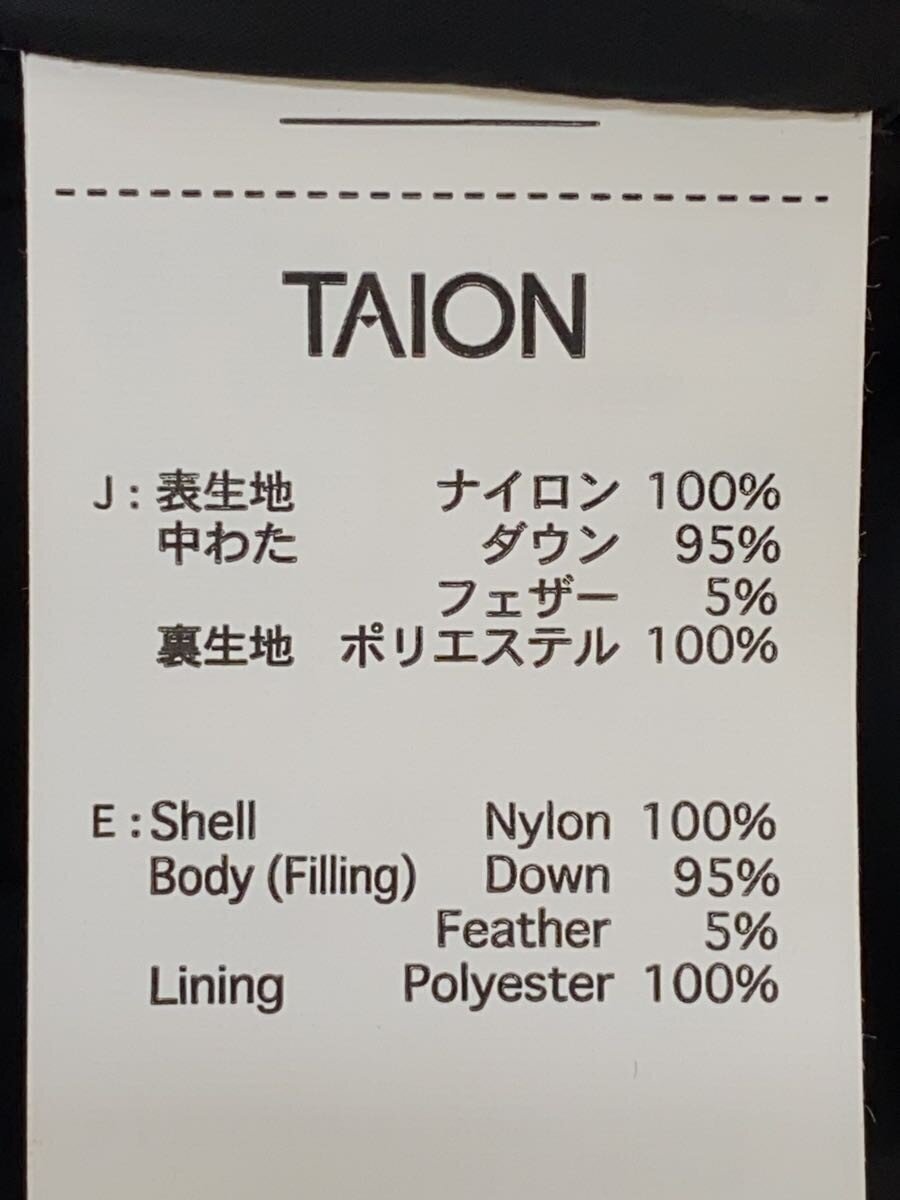 TAION
J : 表生地 ナイロン 100%
中わた ダウン 95%
フェザー 5%
裏生地 ポリエステル 100%
E : Shell Nylon 100%
Body (Filling) Down 95%
Feather 5%
Lining Polyester 100%